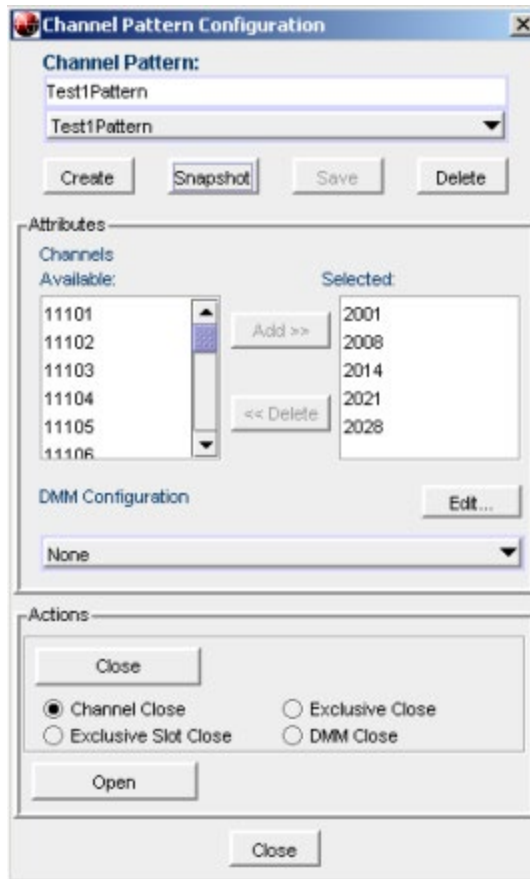 Channel Pattern Configuration
Channel Pattern:
Test1Pattern
Test1Pattern
Create Snapshot Save Delete
Attributes
Channels
Available: Selected:
11101 2001
11102 Add >> 2008
11103 2014
11104 2021
11105 << Delete 2028
11106
DMM Configuration Edit...
None
Actions
Close
Channel Close Exclusive Close
Exclusive Slot Close DMM Close
Open
Close